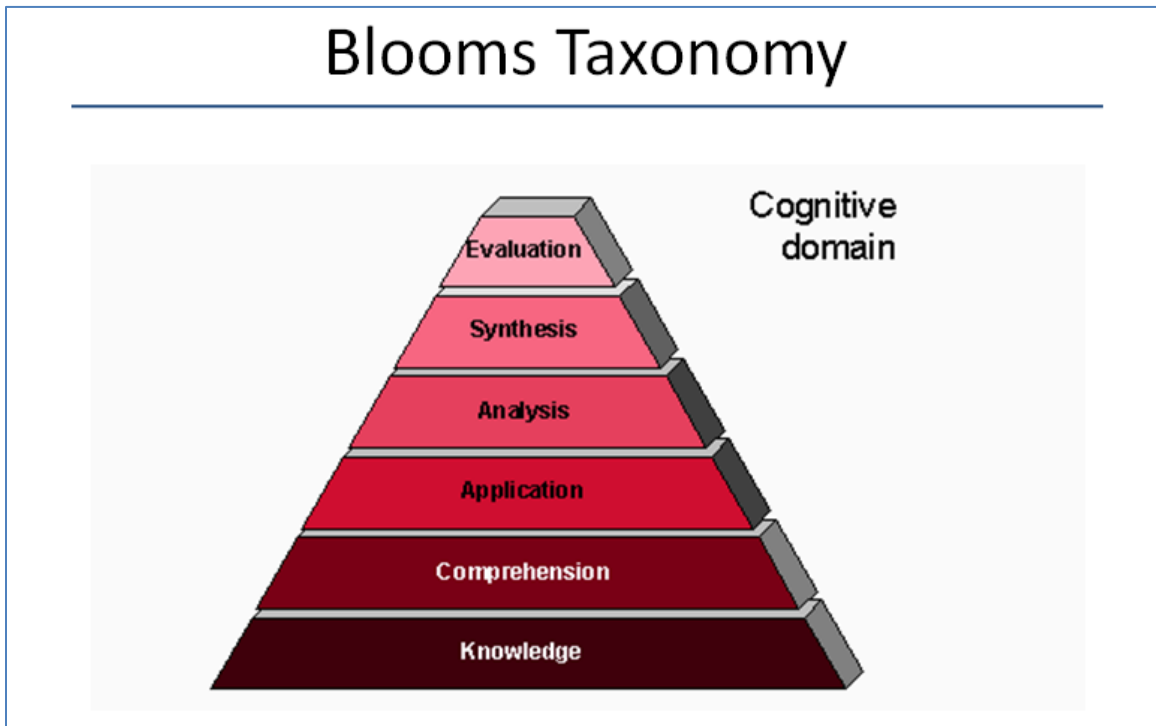 Blooms Taxonomy
Cognitive
domain
Evaluation
Synthesis
Analysis
Application
Comprehension
Knowledge